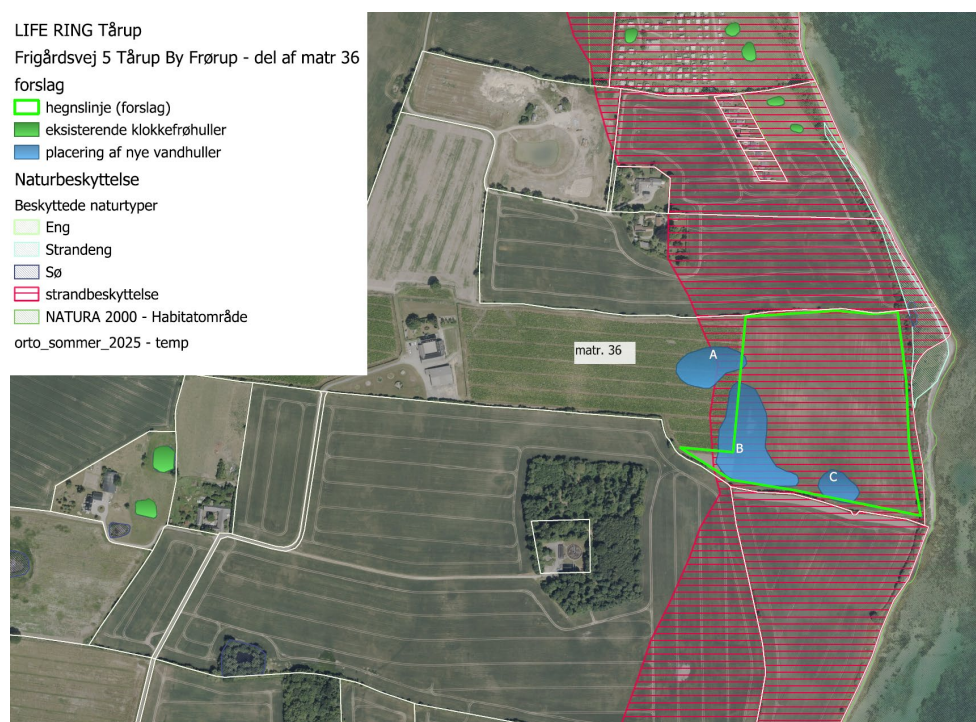 LIFE RING Tårup
Frigårdsvej 5 Tårup By Frørup - del af matr 36
forslag
hegnslinje (forslag)
eksisterende klokkefrøhuller
placering af nye vandhuller
Naturbeskyttelse
Beskyttede naturtyper
Eng
Strandeng
Sø
strandbeskyttelse
NATURA 2000 - Habitatområde
orto_sommer_2025 - temp
matr. 36
A
B
C